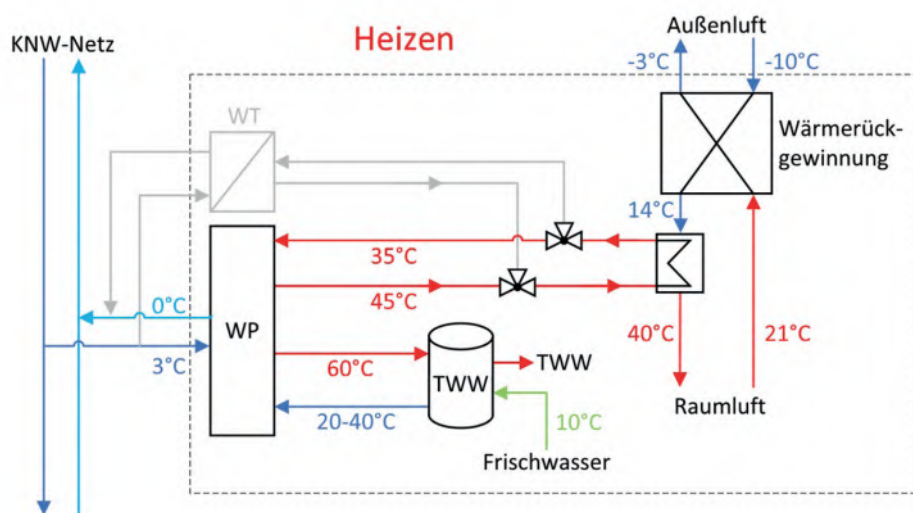 Außenluft
KNW-Netz
Heizen
-3°C
-10°C
WT
Wärmerück-
gewinnung
14°C
35°C
45°C
0°C
WP
40°C
21°C
3°C
60°C
TWW
TWW
20-40°C
10°C
Raumluft
Frischwasser